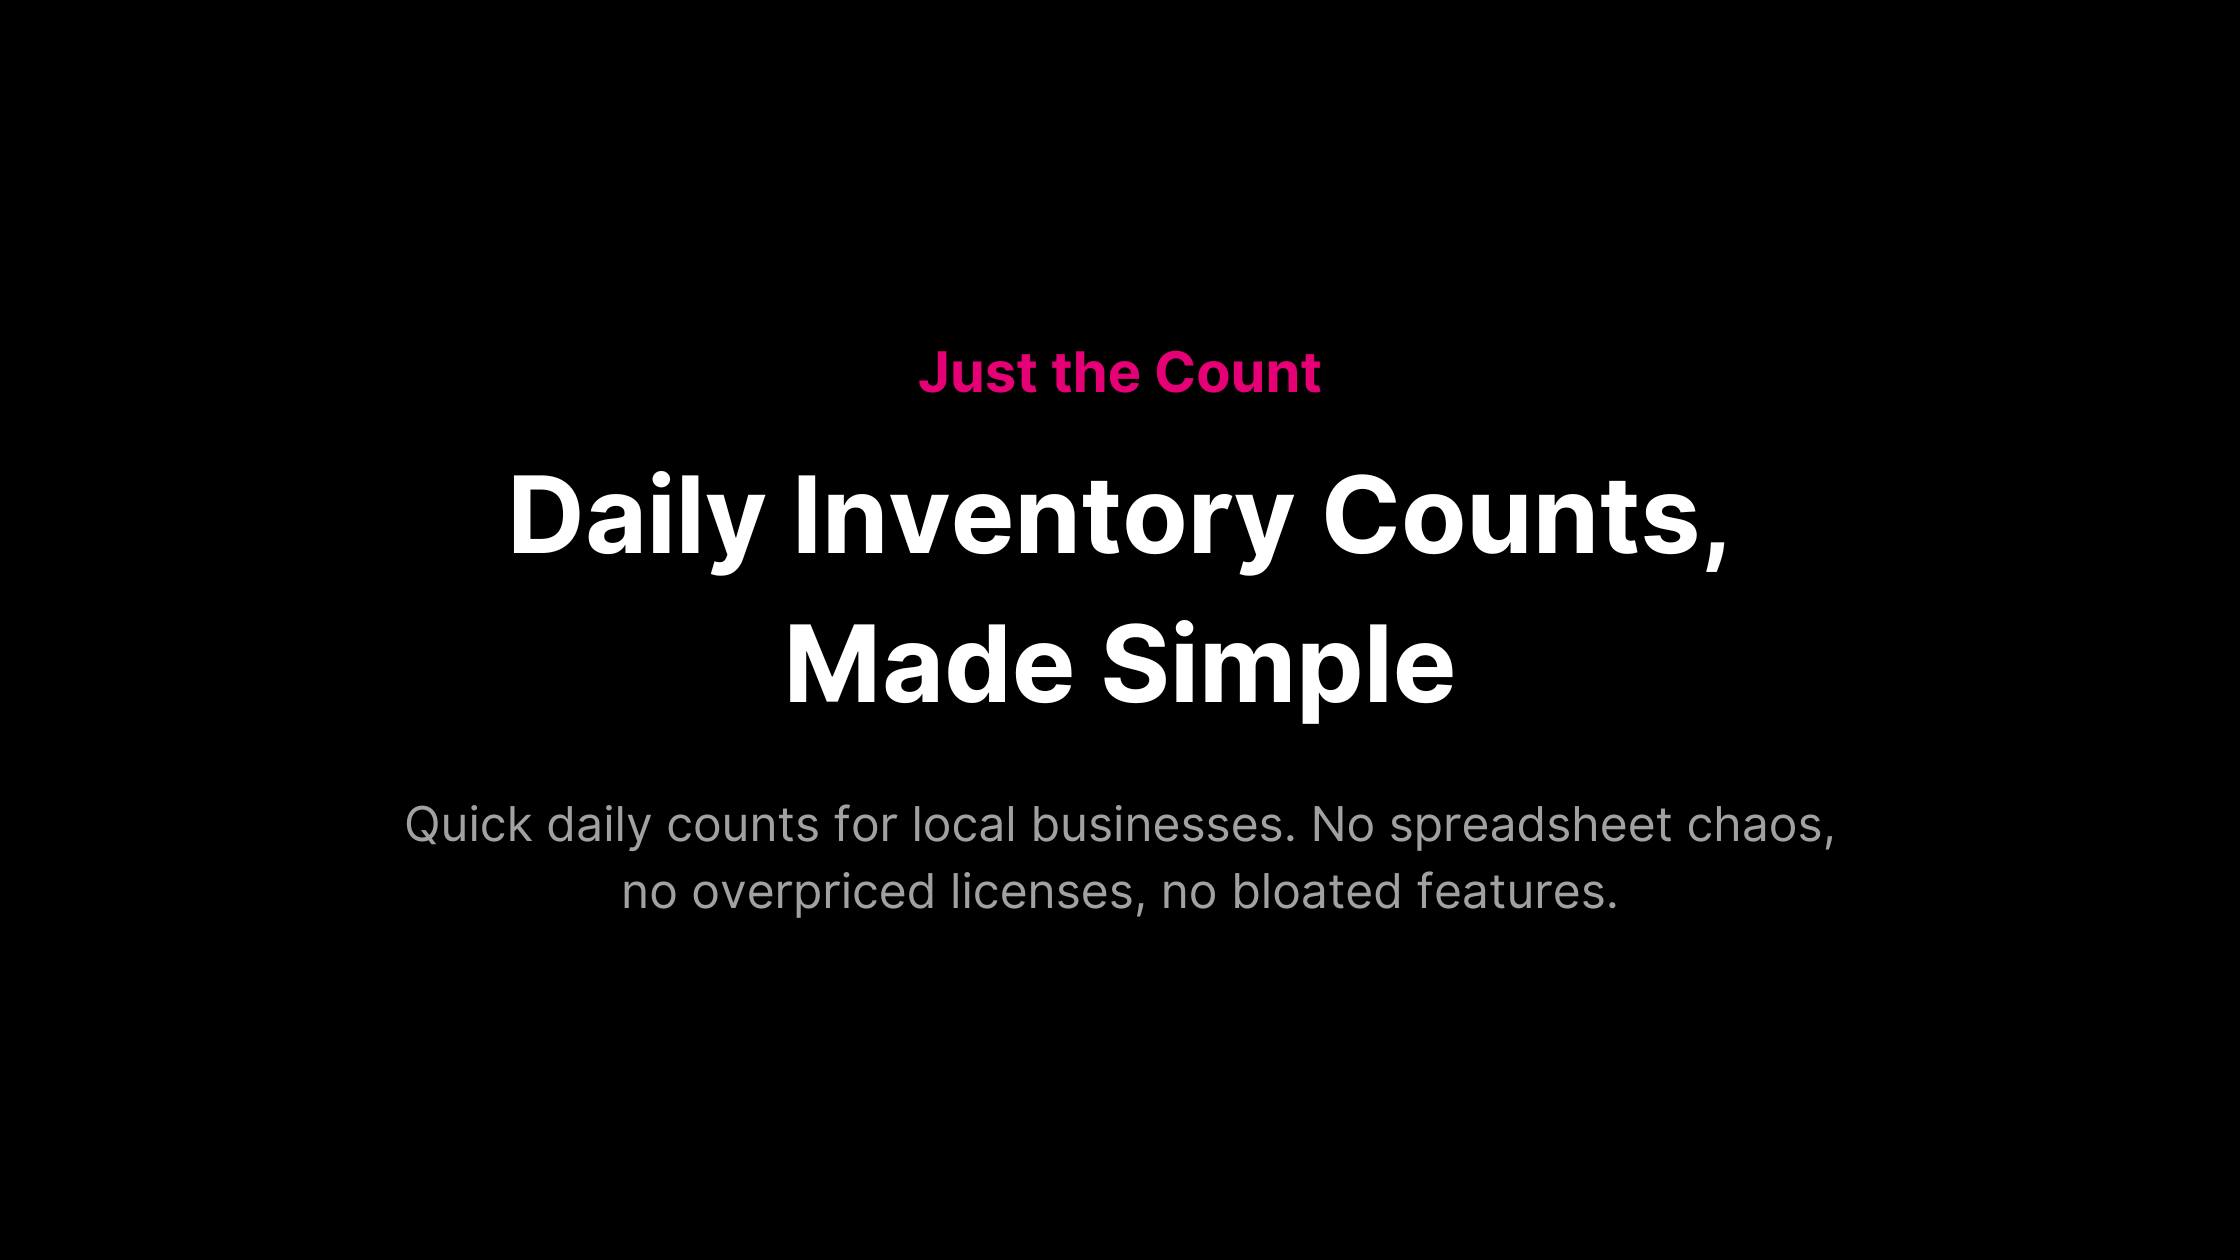 Just the Count
Daily Inventory Counts,
Made Simple
Quick daily counts for local businesses. No spreadsheet chaos,
no overpriced licenses, no bloated features.